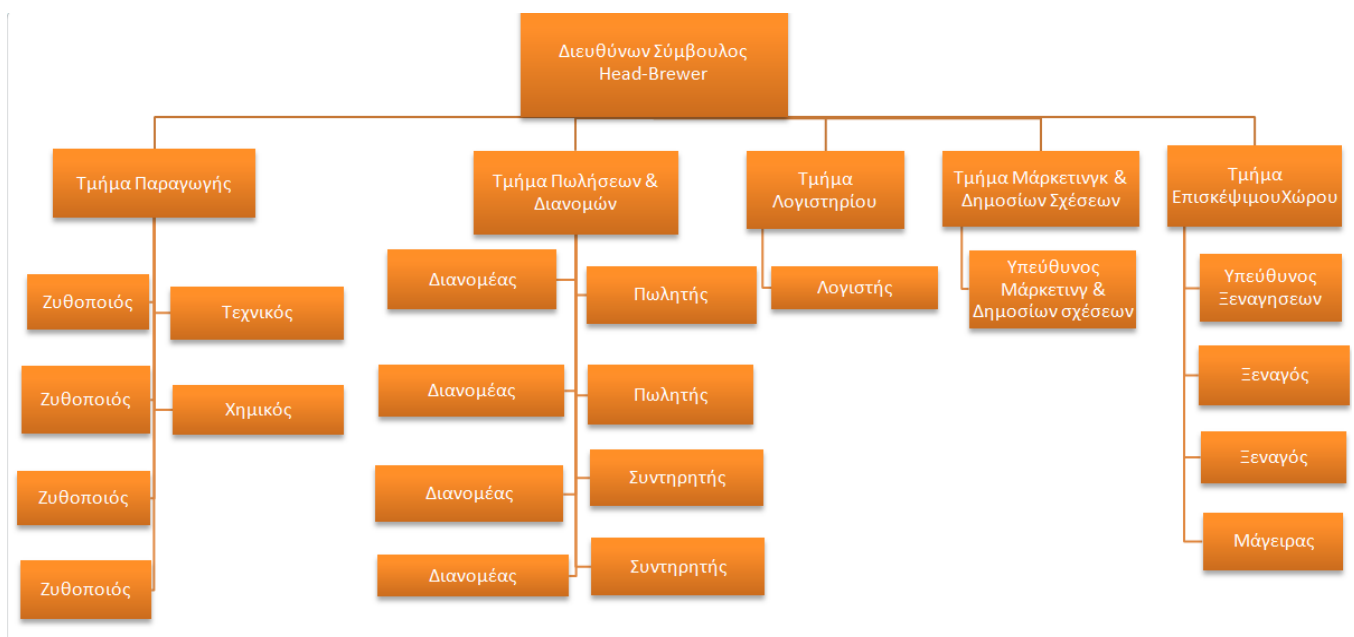 Διευθύνων Σύμβουλος
Head-Brewer
Τμήμα Παραγωγής
Τμήμα Πωλήσεων &
Διανομών
Τμήμα
Λογιστηρίου
Τμήμα Μάρκετινγκ &
Δημοσίων Σχέσεων
Τμήμα
ΕπισκέψιμουΧώρου
Ζυθοποιός
Τεχνικός
Ζυθοποιός
Χημικός
Ζυθοποιός
Ζυθοποιός
Διανομέας
Πωλητής
Διανομέας
Πωλητής
Διανομέας
Συντηρητής
Διανομέας
Συντηρητής
Λογιστής
Υπεύθυνος
Μάρκετινγ &
Δημοσίων σχέσεων
Υπεύθυνος
Ξεναγησεων
Ξεναγός
Ξεναγός
Μάγειρας